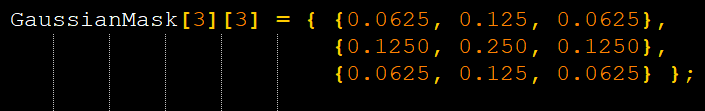 GaussianMask[3][3] = { {0.0625, 0.125, 0.0625},
{0.1250, 0.250, 0.1250},
{0.0625, 0.125, 0.0625} };